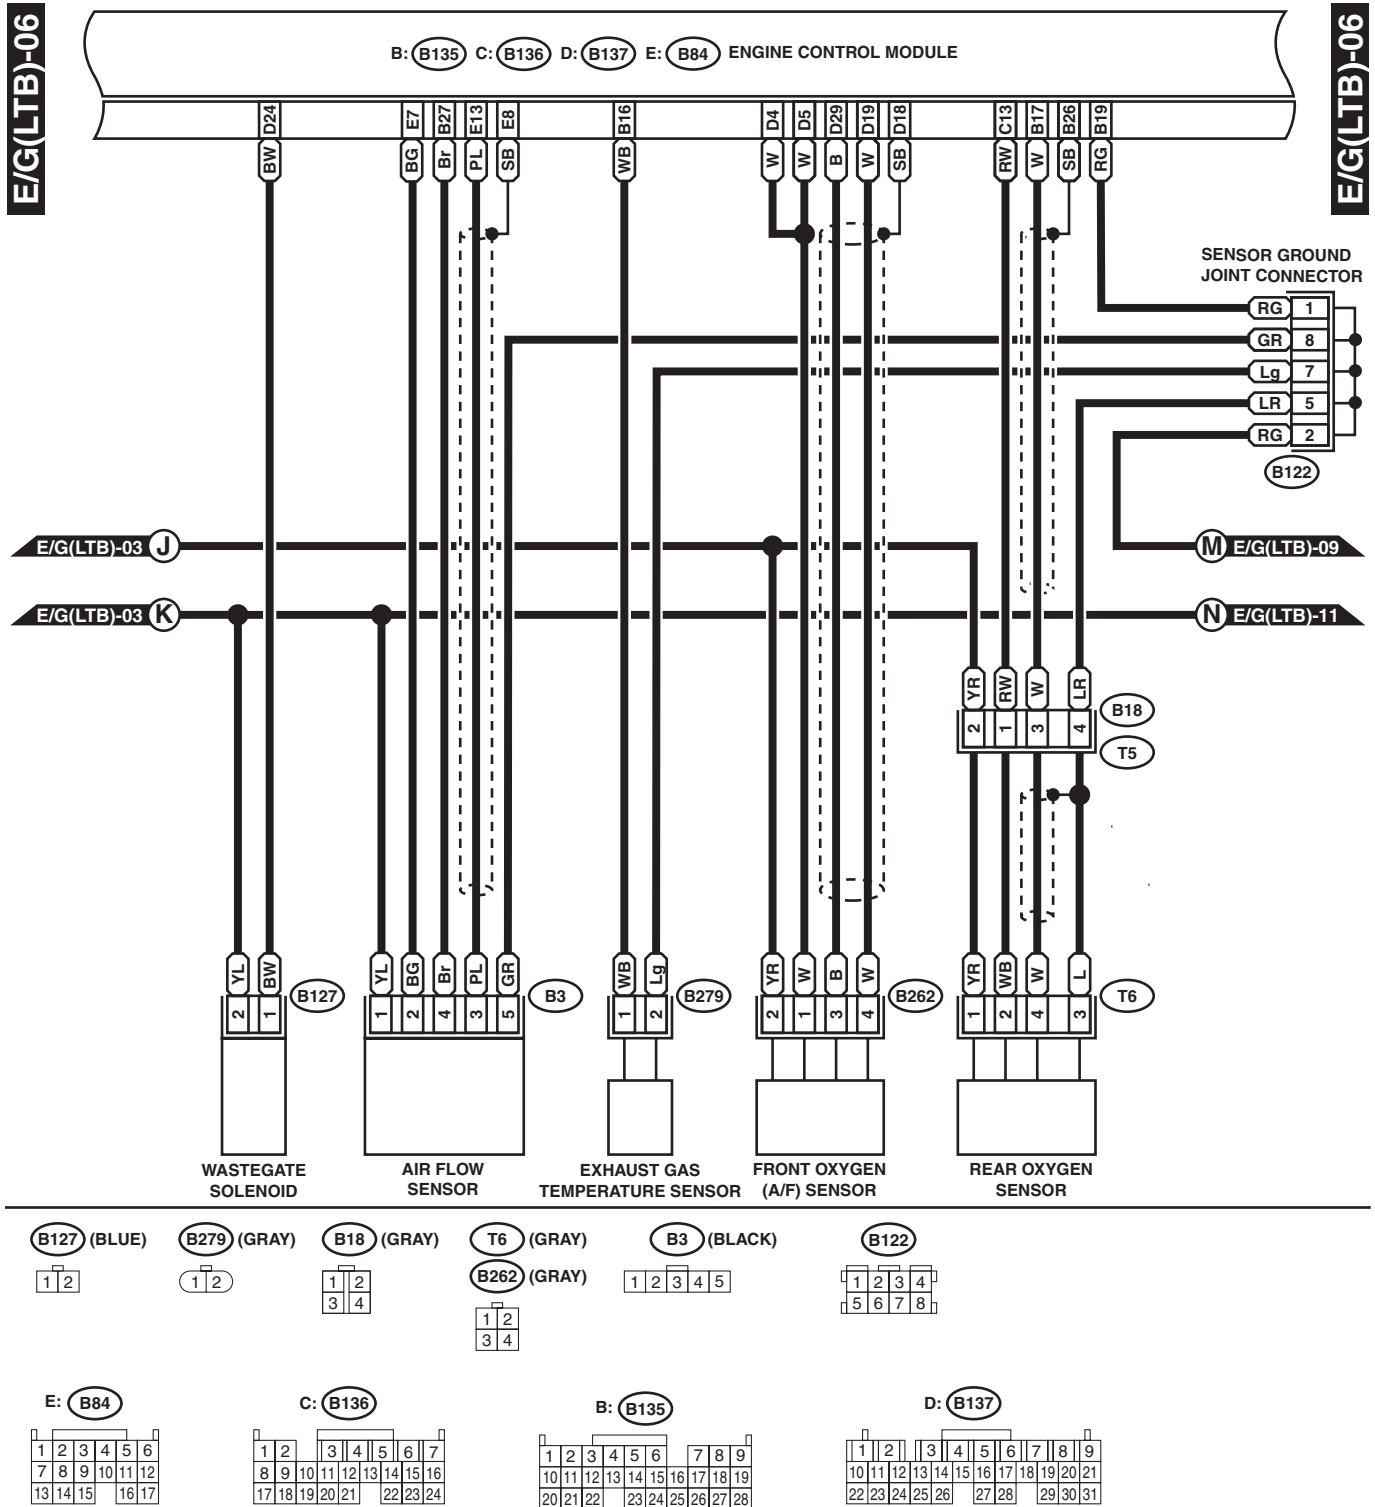 E/G(LTB)-06
E/G(LTB)-06
B: B135 C: B136 D: B137 E: B84 ENGINE CONTROL MODULE
D24 E7 B27 E13 E8 B16 D4 D5 D29 D19 D18 C13 B17 B26 B19
BW BG Br PL SB WB W W B W SB RW W SB RG
SENSOR GROUND
JOINT CONNECTOR
RG 1
GR 8
Lg 7
LR 5
RG 2
B122
E/G(LTB)-03 J
M E/G(LTB)-09
E/G(LTB)-03 K
N E/G(LTB)-11
YR RW W LR
2 1 3 4
B18
T5
YL BW YL BG Br PL GR WB Lg YR W B W YR WB W L
2 1 B127 1 2 4 3 5 B3 1 2 B279 2 1 3 4 B262 1 2 4 3 T6
WASTEGATE
SOLENOID
AIR FLOW
SENSOR
EXHAUST GAS
TEMPERATURE SENSOR
FRONT OXYGEN
(A/F) SENSOR
REAR OXYGEN
SENSOR
B127 (BLUE)
1 2
B279 (GRAY)
1 2
B18 (GRAY)
1 2
3 4
T6 (GRAY)
B262 (GRAY)
1 2
3 4
B3 (BLACK)
1 2 3 4 5
B122
1 2 3 4
5 6 7 8
E: B84
1 2 3 4 5 6
7 8 9 10 11 12
13 14 15 16 17
C: B136
1 2 3 4 5 6 7
8 9 10 11 12 13 14 15 16
17 18 19 20 21 22 23 24
B: B135
1 2 3 4 5 6 7 8 9
10 11 12 13 14 15 16 17 18 19
20 21 22 23 24 25 26 27 28
D: B137
1 2 3 4 5 6 7 8 9
10 11 12 13 14 15 16 17 18 19 20 21
22 23 24 25 26 27 28 29 30 31